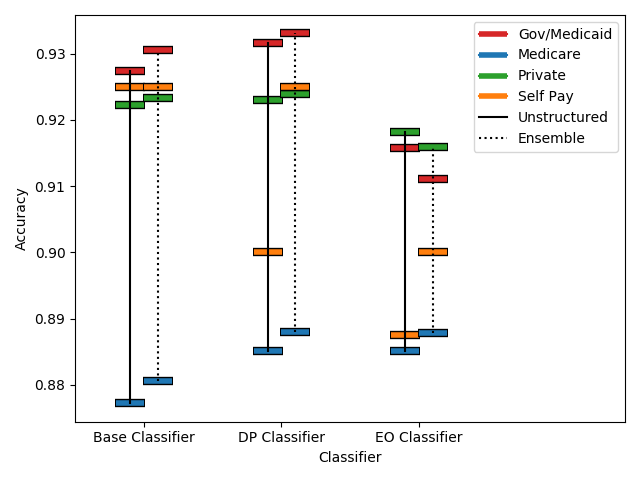 Accuracy
0.93
0.92
0.91
0.90
0.89
0.88
Base Classifier
DP Classifier
EO Classifier
Classifier
Gov/Medicaid
Medicare
Private
Self Pay
Unstructured
Ensemble